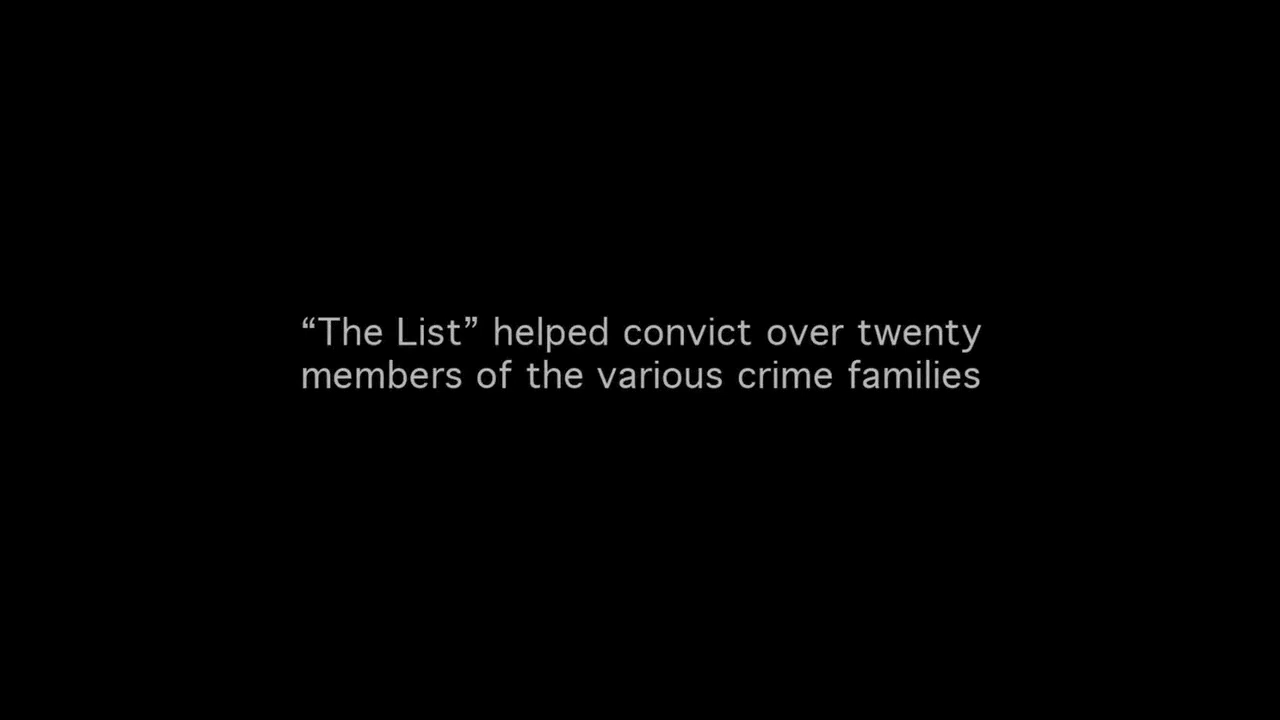 “The List” helped convict over twenty
members of the various crime families